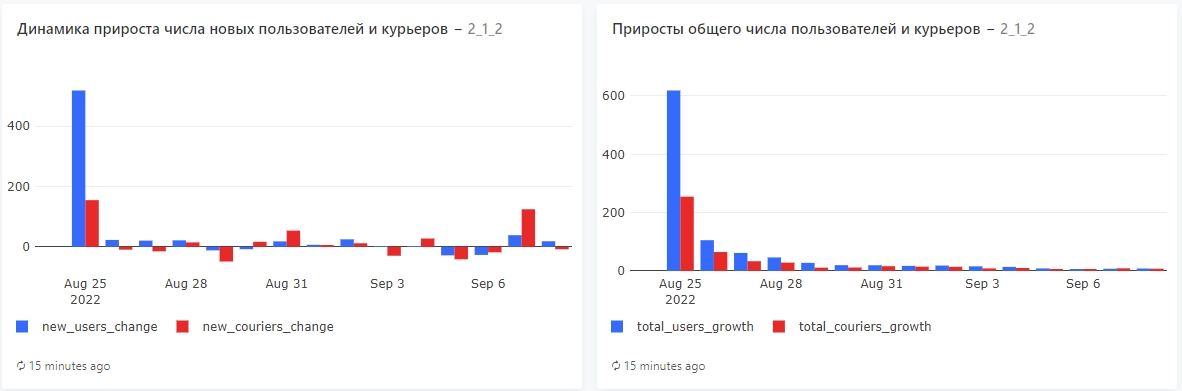 Динамика прироста числа новых пользователей и курьеров – 2_1_2
400
200
0
Aug 25
2022
Aug 28
Aug 31
Sep 3
Sep 6
new_users_change
new_couriers_change
15 minutes ago
Приросты общего числа пользователей и курьеров – 2_1_2
600
400
200
0
Aug 25
2022
Aug 28
Aug 31
Sep 3
Sep 6
total_users_growth
total_couriers_growth
15 minutes ago